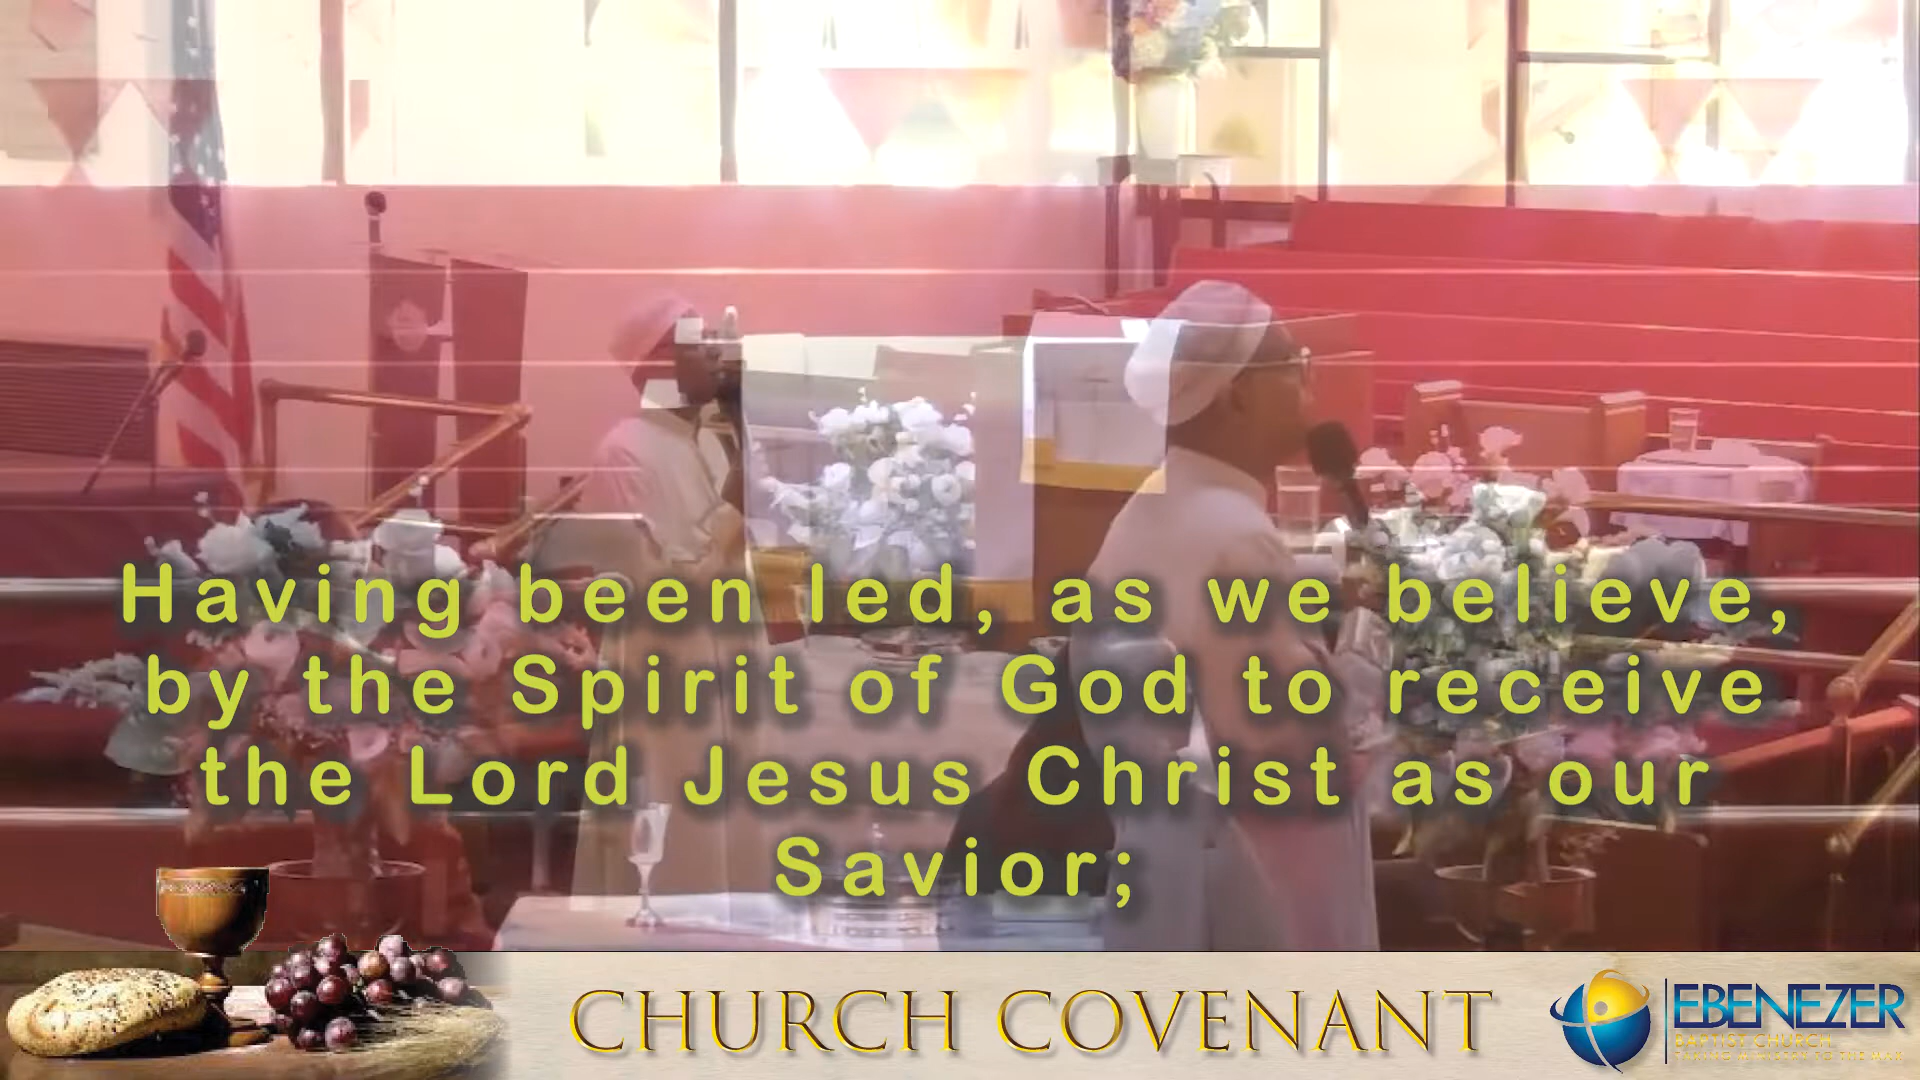 Having been led, as we believe,
by the Spirit of God to receive
the Lord Jesus Christ as our
Savior;
CHURCH COVENANT
EBENEZER
BAPTIST CHURCH